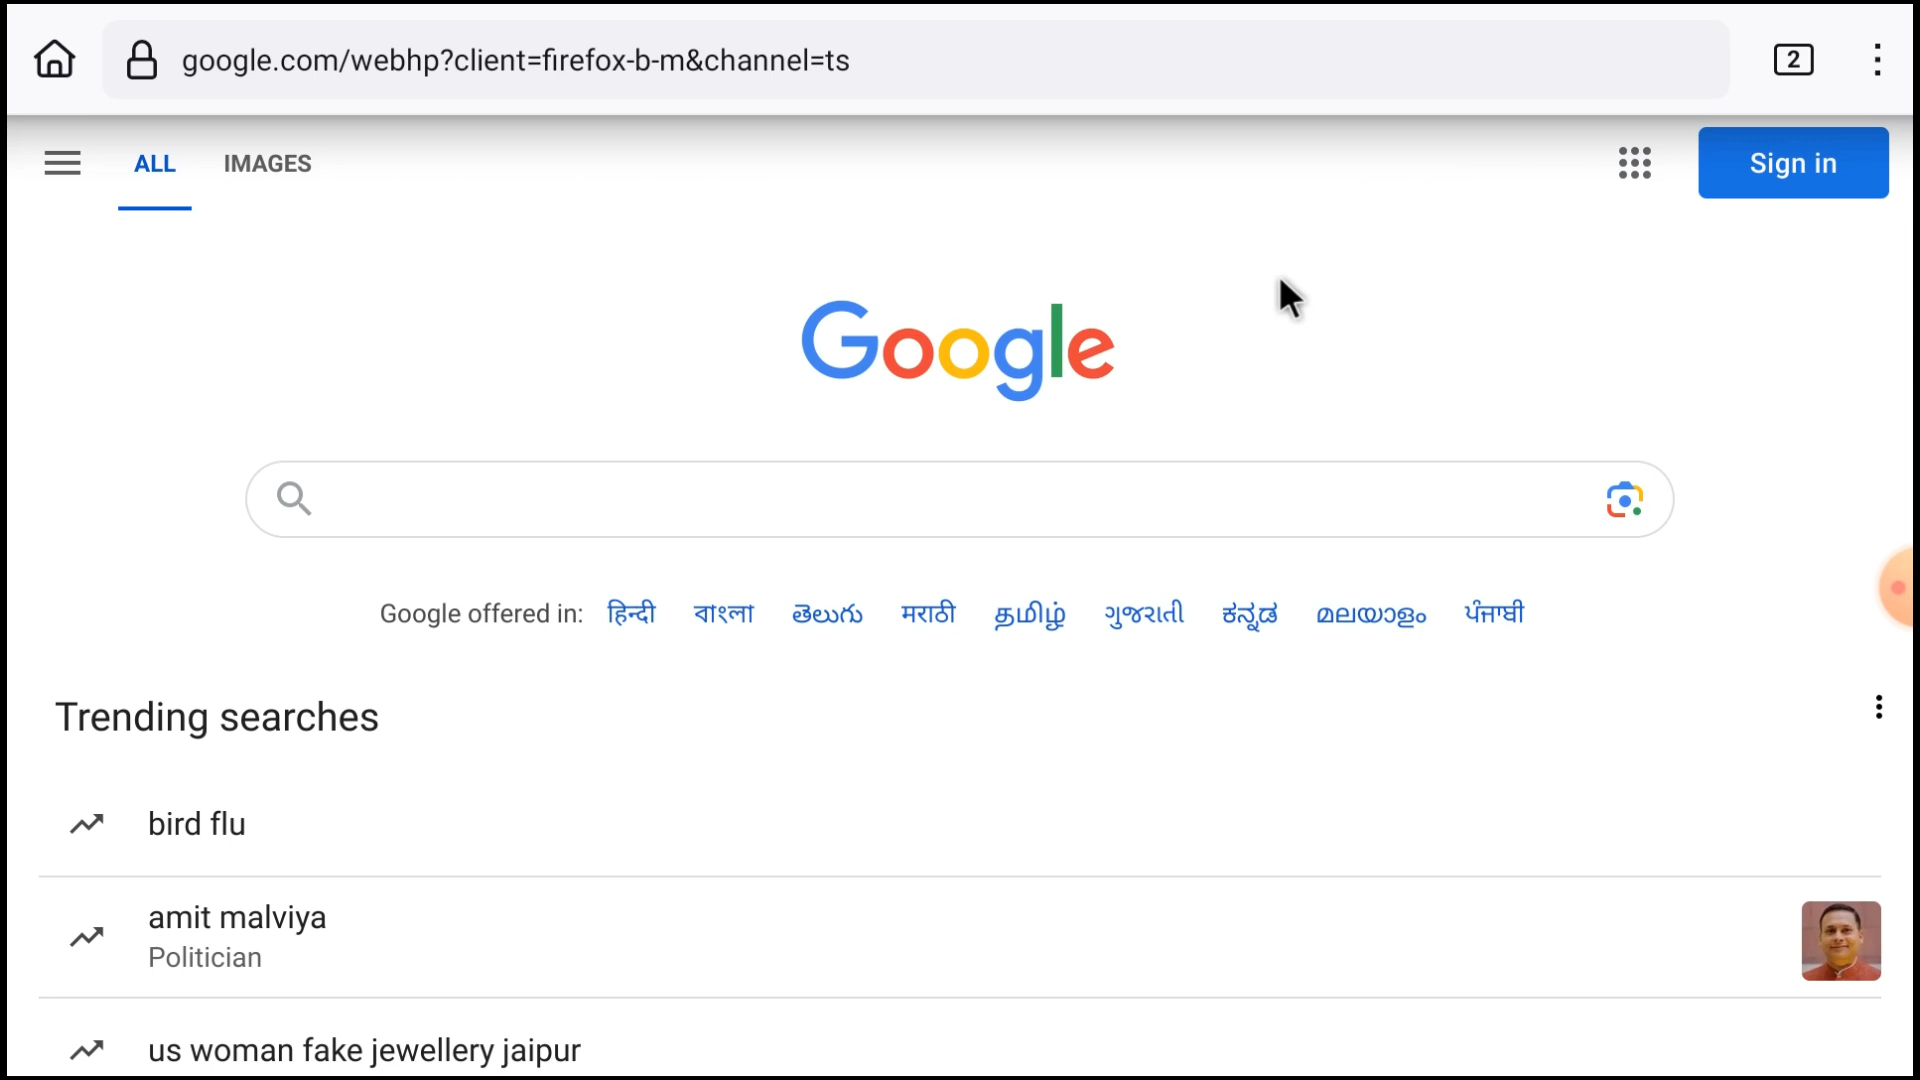 google.com/webhp?client=firefox-b-m&channel=ts
2
ALL IMAGES
Sign in
Google
Google offered in: हिन्दी বাংলা తెలుగు मराठी தமிழ் ગુજરાતી ಕನ್ನಡ മലയാളം ਪੰਜਾਬੀ
Trending searches
bird flu
amit malviya
Politician
us woman fake jewellery jaipur